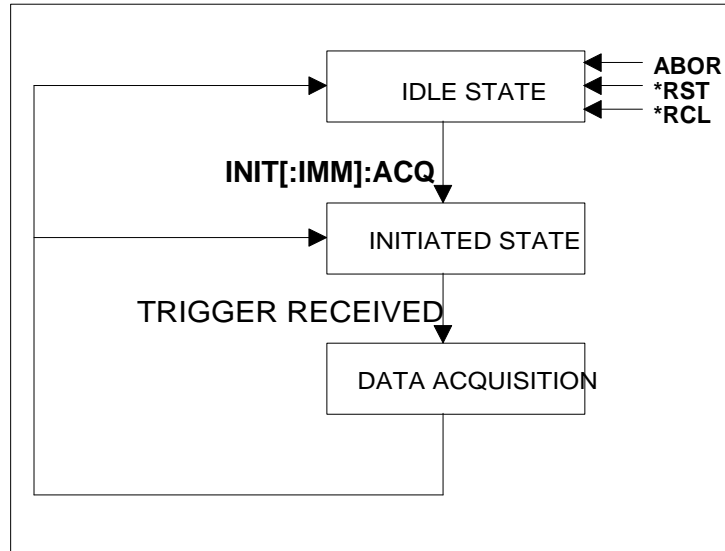 ABOR
IDLE STATE
*RST
*RCL
INIT[:IMM]:ACQ
INITIATED STATE
TRIGGER RECEIVED
DATA ACQUISITION